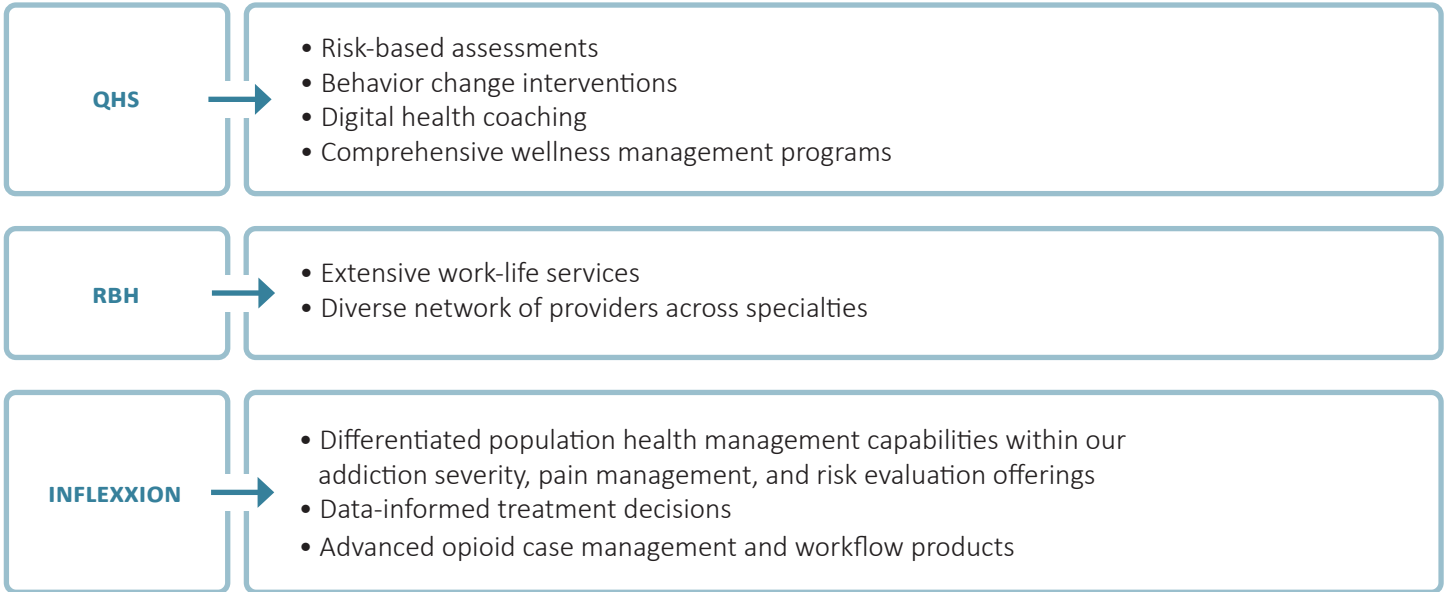 QHS
• Risk-based assessments
• Behavior change interventions
• Digital health coaching
• Comprehensive wellness management programs
RBH
• Extensive work-life services
• Diverse network of providers across specialties
INFLEXXION
• Differentiated population health management capabilities within our
addiction severity, pain management, and risk evaluation offerings
• Data-informed treatment decisions
• Advanced opioid case management and workflow products